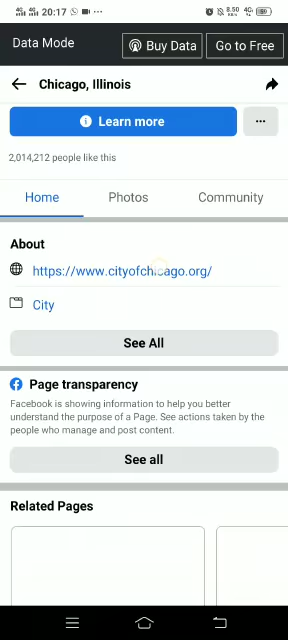 20:17
8.50
KB/s
Data Mode
Buy Data
Go to Free
Chicago, Illinois
Learn more
2,014,212 people like this
Home Photos Community
About
https://www.cityofchicago.org/
City
See All
Page transparency
Facebook is showing information to help you better
understand the purpose of a Page. See actions taken by the
people who manage and post content.
See all
Related Pages